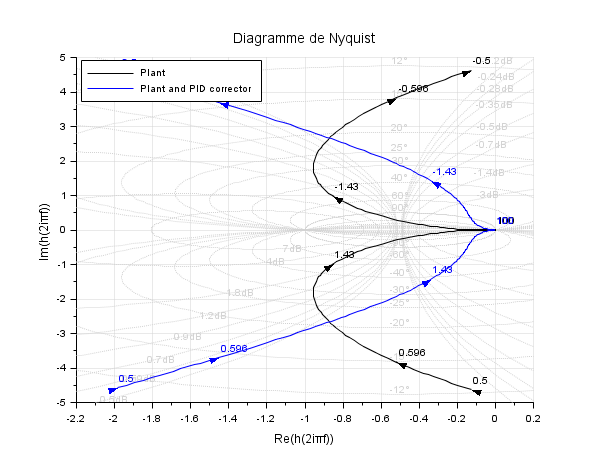 Diagramme de Nyquist
Plant
Plant and PID corrector
Im(h(2iπf))
5
4
3
2
1
0
-1
-2
-3
-4
-5
-2.2 -2 -1.8 -1.6 -1.4 -1.2 -1 -0.8 -0.6 -0.4 -0.2 0 0.2
Re(h(2iπf))
-0.5
-0.596
-1.43
-1.43
100
1.43
1.43
0.596
0.596
0.5
0.5
12°
20°
30°
40°
60°
90°
-40°
-30°
-20°
-12°
-0.24dB
-0.28dB
-0.35dB
-0.5dB
-0.7dB
-1.4dB
3dB
7dB
4dB
1.8dB
1.2dB
0.9dB
0.7dB
0.5dB